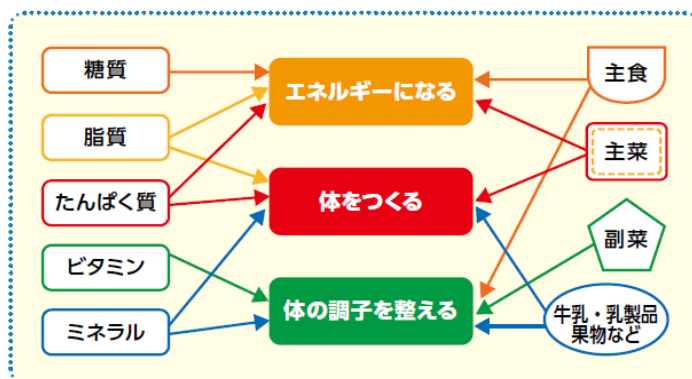 糖質
脂質
たんぱく質
ビタミン
ミネラル
エネルギーになる
体をつくる
体の調子を整える
主食
主菜
副菜
牛乳・乳製品
果物など